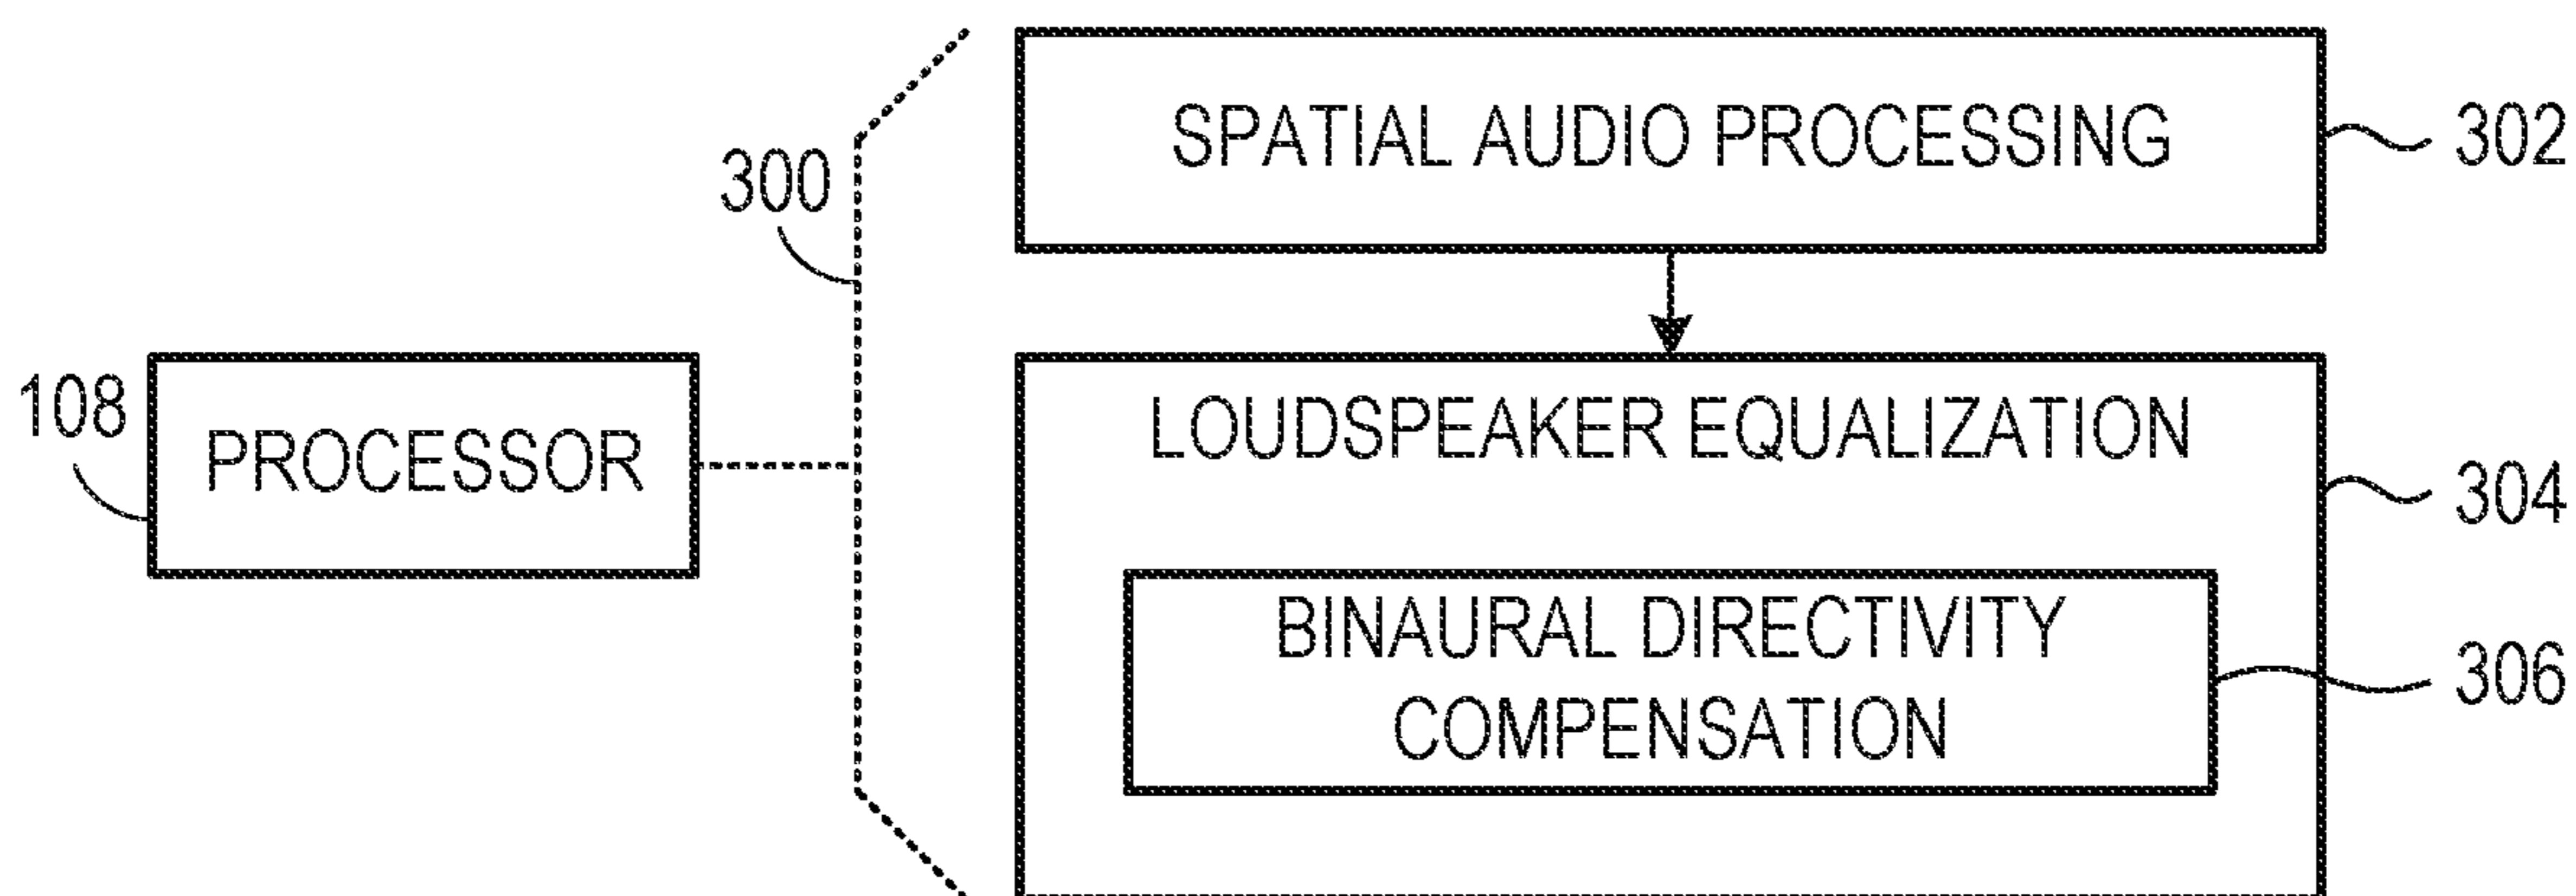 SPATIAL AUDIO PROCESSING
302
300
LOUDSPEAKER EQUALIZATION
304
108
PROCESSOR
BINAURAL DIRECTIVITY
COMPENSATION
306